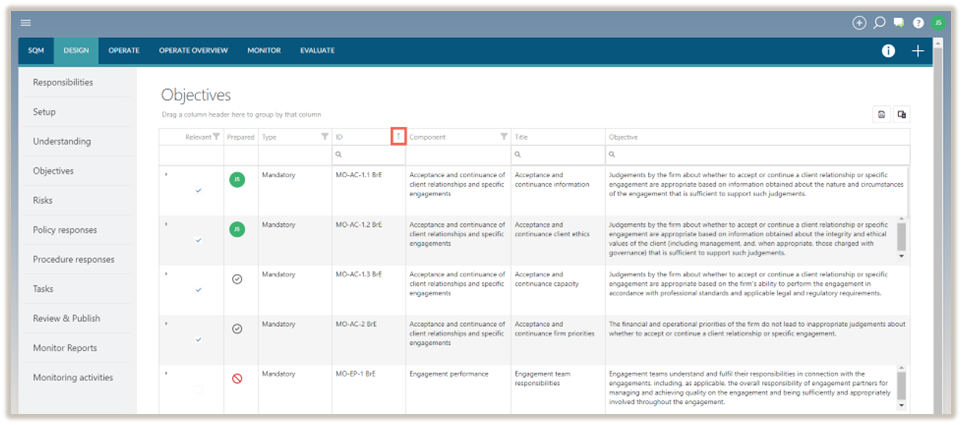 JS
SQM DESIGN OPERATE OPERATE OVERVIEW MONITOR EVALUATE
Responsibilities
Setup
Understanding
Objectives
Risks
Policy responses
Procedure responses
Tasks
Review & Publish
Monitor Reports
Monitoring activities
Objectives
Drag a column header here to group by that column
Relevant Prepared Type ID Component Title Objective
JS Mandatory MO-AC-1.1 BrE Acceptance and continuance of Acceptance and Judgements by the firm about whether to accept or continue a client relationship or specific
client relationships and specific continuance information engagement are appropriate based on information obtained about the nature and circumstances
engagements of the engagement that is sufficient to support such judgements.
JS Mandatory MO-AC-1.2 BrE Acceptance and continuance of Acceptance and Judgements by the firm about whether to accept or continue a client relationship or specific
client relationships and specific continuance client ethics engagement are appropriate based on information obtained about the integrity and ethical
engagements values of the client (including management, and, when appropriate, those charged with
governance) that is sufficient to support such judgements.
Mandatory MO-AC-1.3 BrE Acceptance and continuance of Acceptance and Judgements by the firm about whether to accept or continue a client relationship or specific
client relationships and specific continuance capacity engagement are appropriate based on the firm's ability to perform the engagement in
engagements accordance with professional standards and applicable legal and regulatory requirements.
Mandatory MO-AC-2 BrE Acceptance and continuance of Acceptance and The financial and operational priorities of the firm do not lead to inappropriate judgements about
client relationships and specific continuance firm priorities whether to accept or continue a client relationship or specific engagement.
engagements
Mandatory MO-EP-1 BrE Engagement performance Engagement team Engagement teams understand and fulfil their responsibilities in connection with the
responsibilities engagements, including, as applicable, the overall responsibility of engagement partners for
managing and achieving quality on the engagement and being sufficiently and appropriately
involved throughout the engagement.